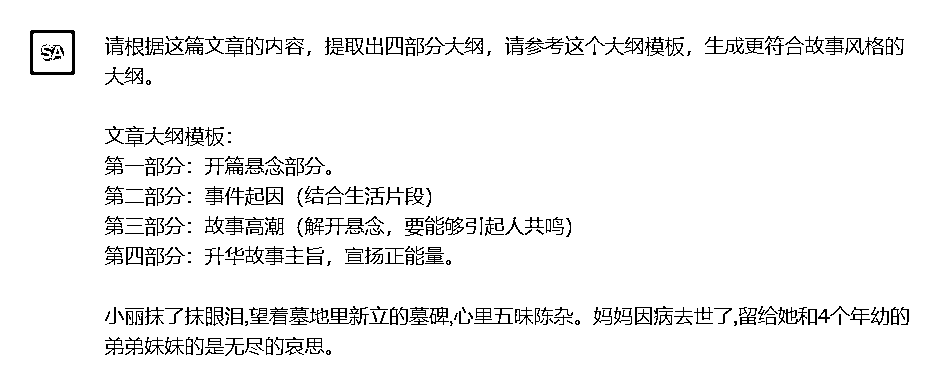 SA
请根据这篇文章的内容，提取出四部分大纲，请参考这个大纲模板，生成更符合故事风格的
大纲。
文章大纲模板：
第一部分：开篇悬念部分。
第二部分：事件起因（结合生活片段）
第三部分：故事高潮（解开悬念，要能够引起人共鸣）
第四部分：升华故事主旨，宣扬正能量。
小丽抹了抹眼泪,望着墓地里新立的墓碑,心里五味陈杂。妈妈因病去世了,留给她和4个年幼的
弟弟妹妹的是无尽的哀思。